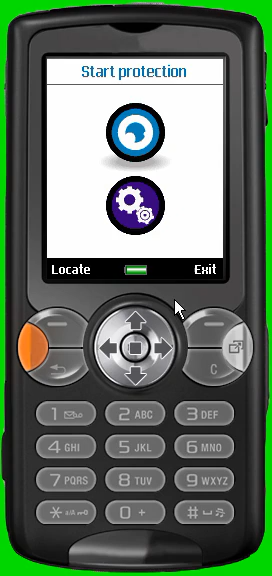 Start protection
Locate Exit
C
1
2 ABC
3 DEF
4 GHI
5 JKL
6 MNO
7 PQRS
8 TUV
9 WXYZ
* a/A
0 +
#